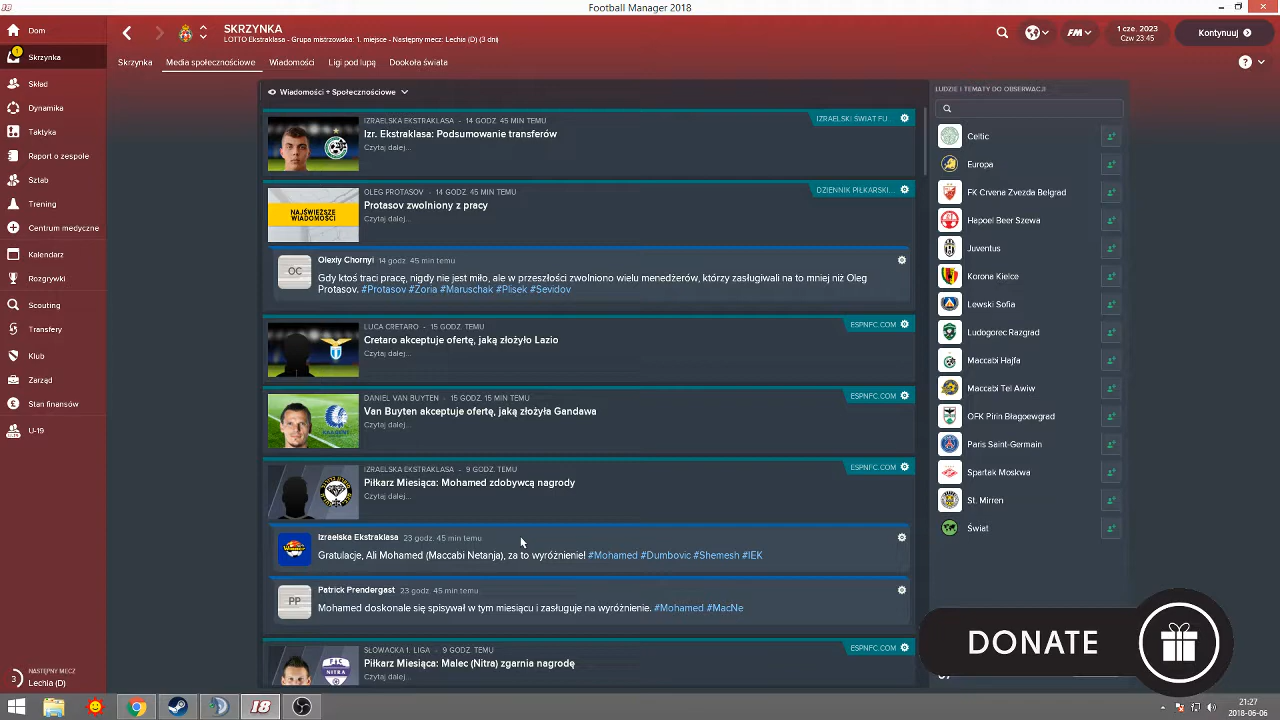 Football Manager 2018
SKRZYNKA
LOTTO Ekstraklasa - Grupa mistrzowska: 1. miejsce - Następny mecz: Lechia (D) (3 dni)
FM
1 cze. 2023
Czw 23:45
Kontynuuj
?
Skrzynka
Media społecznościowe
Wiadomości
Ligi pod lupą
Dookoła świata
Dom
1
Skrzynka
Skład
Dynamika
Taktyka
Raport o zespole
Sztab
Trening
Centrum medyczne
Kalendarz
Rozgrywki
Scouting
Transfery
Klub
Zarząd
Stan finansów
U-19
3
NASTĘPNY MECZ
Lechia (D)
Wiadomości + Społecznościowe
IZRAELSKA EKSTRAKLASA - 14 GODZ. 45 MIN TEMU
IZRAELSKI ŚWIAT FU...
Izr. Ekstraklasa: Podsumowanie transferów
Czytaj dalej...
OLEG PROTASOV - 14 GODZ. 45 MIN TEMU
DZIENNIK PIŁKARSKI...
NAJŚWIEŻSZE
WIADOMOŚCI
Protasov zwolniony z pracy
Czytaj dalej...
OC
Olexiy Chornyi 14 godz. 45 min temu
Gdy ktoś traci pracę, nigdy nie jest miło, ale w przeszłości zwolniono wielu menedżerów, którzy zasługiwali na to mniej niż Oleg
Protasov. #Protasov #Zoria #Maruschak #Plisek #Sevidov
LUCA CRETARO - 15 GODZ. TEMU
ESPNFC.COM
Cretaro akceptuje ofertę, jaką złożyło Lazio
Czytaj dalej...
DANIEL VAN BUYTEN - 15 GODZ. 15 MIN TEMU
ESPNFC.COM
Van Buyten akceptuje ofertę, jaką złożyła Gandawa
Czytaj dalej...
IZRAELSKA EKSTRAKLASA - 9 GODZ. TEMU
ESPNFC.COM
Piłkarz Miesiąca: Mohamed zdobywcą nagrody
Czytaj dalej...
Izraelska Ekstraklasa 23 godz. 45 min temu
Gratulacje, Ali Mohamed (Maccabi Netanja), za to wyróżnienie! #Mohamed #Dumbovic #Shemesh #IEK
PP
Patrick Prendergast 23 godz. 45 min temu
Mohamed doskonale się spisywał w tym miesiącu i zasługuje na wyróżnienie. #Mohamed #MacNe
SŁOWACKA 1. LIGA - 9 GODZ. TEMU
ESPNFC.COM
FC
NITRA
Piłkarz Miesiąca: Malec (Nitra) zgarnia nagrodę
Czytaj dalej...
LUDZIE I TEMATY DO OBSERWACJI
Celtic
Europa
FK Crvena Zvezda Belgrad
Hapoel Beer Szewa
Juventus
Korona Kielce
Lewski Sofia
Ludogorec Razgrad
Maccabi Hajfa
Maccabi Tel Awiw
OFK Pirin Błagoewgrad
Paris Saint-Germain
Spartak Moskwa
St. Mirren
Świat
DONATE
18
21:27
2018-06-06